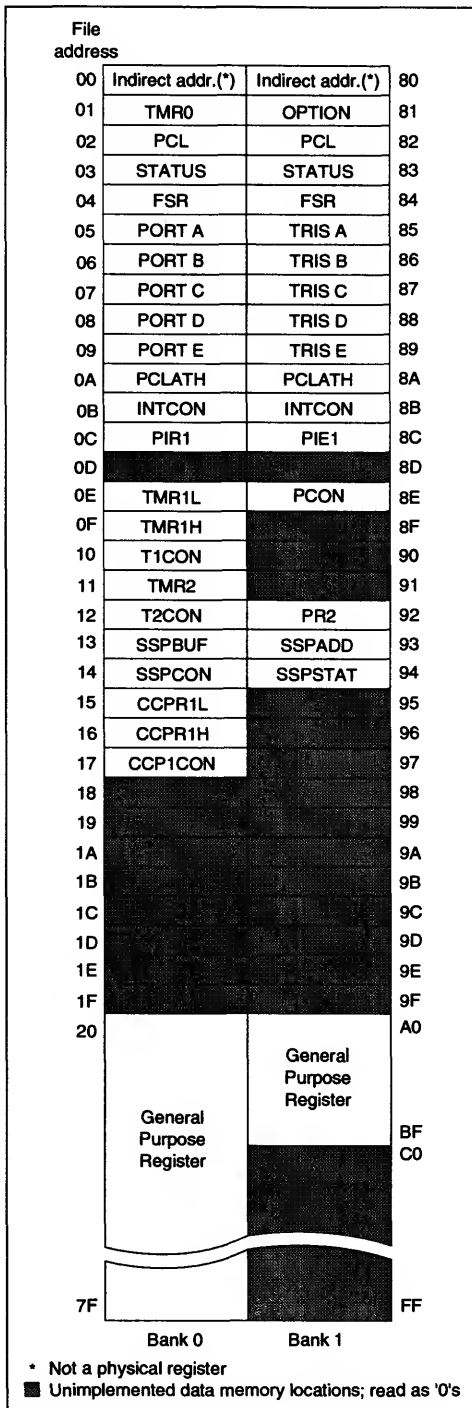 File
address
00 Indirect addr.(*) Indirect addr.(*) 80
01 TMR0 OPTION 81
02 PCL PCL 82
03 STATUS STATUS 83
04 FSR FSR 84
05 PORT A TRIS A 85
06 PORT B TRIS B 86
07 PORT C TRIS C 87
08 PORT D TRIS D 88
09 PORT E TRIS E 89
0A PCLATH PCLATH 8A
0B INTCON INTCON 8B
0C PIR1 PIE1 8C
0D 8D
0E TMR1L PCON 8E
0F TMR1H 8F
10 T1CON 90
11 TMR2 91
12 T2CON PR2 92
13 SSPBUF SSPADD 93
14 SSPCON SSPSTAT 94
15 CCPR1L 95
16 CCPR1H 96
17 CCP1CON 97
18 98
19 99
1A 9A
1B 9B
1C 9C
1D 9D
1E 9E
1F 9F
20 A0
General
Purpose
Register
BF
C0
General
Purpose
Register
7F FF
Bank 0 Bank 1
* Not a physical register
Unimplemented data memory locations; read as '0's